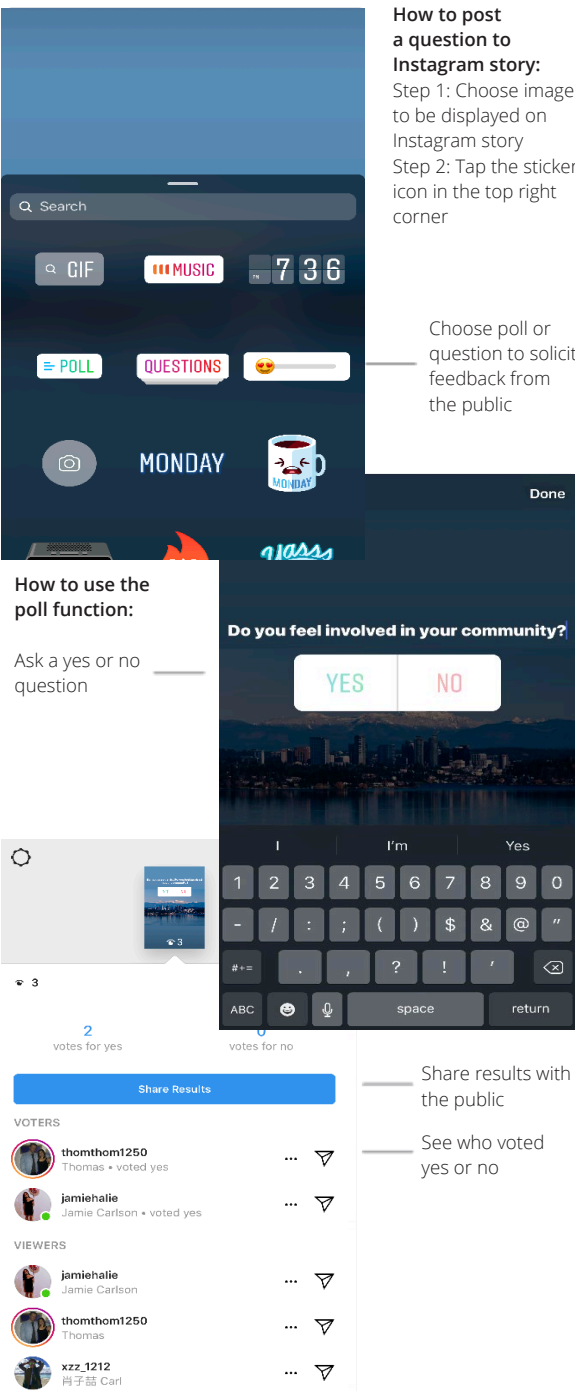 How to post
a question to
Instagram story:
Step 1: Choose image
to be displayed on
Instagram story
Step 2: Tap the sticker
icon in the top right
corner
Search
GIF
MUSIC
7 36
POLL
QUESTIONS
Choose poll or
question to solicit
feedback from
the public
MONDAY
MONDAY
yasss
Done
How to use the
poll function:
Ask a yes or no
question
Do you feel involved in your community?
YES NO
I I'm Yes
1 2 3 4 5 6 7 8 9 0
- / : ; ( ) $ & @ "
#+= . , ? ! '
ABC space return
3
3
2 0
votes for yes votes for no
Share Results
Share results with
the public
See who voted
yes or no
VOTERS
thomthom1250
Thomas • voted yes
jamiehalie
Jamie Carlson • voted yes
VIEWERS
jamiehalie
Jamie Carlson
thomthom1250
Thomas
xzz_1212
肖子喆 Carl